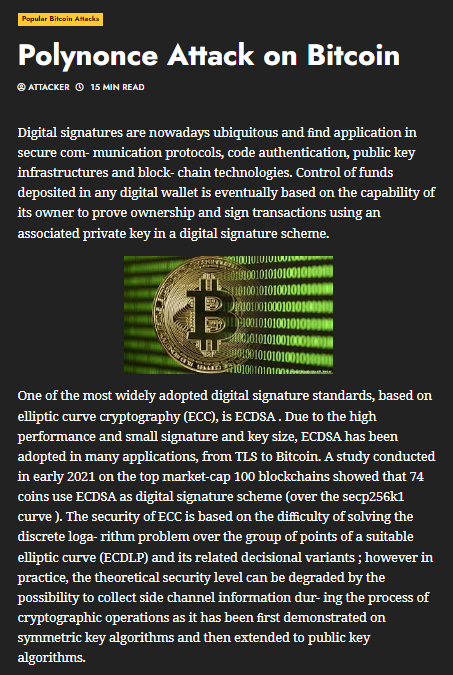 Popular Bitcoin Attacks
Polynonce Attack on Bitcoin
ATTACKER 15 MIN READ
Digital signatures are nowadays ubiquitous and find application in
secure com- munication protocols, code authentication, public key
infrastructures and block- chain technologies. Control of funds
deposited in any digital wallet is eventually based on the capability of
its owner to prove ownership and sign transactions using an
associated private key in a digital signature scheme.
One of the most widely adopted digital signature standards, based on
elliptic curve cryptography (ECC), is ECDSA . Due to the high
performance and small signature and key size, ECDSA has been
adopted in many applications, from TLS to Bitcoin. A study conducted
in early 2021 on the top market-cap 100 blockchains showed that 74
coins use ECDSA as digital signature scheme (over the secp256k1
curve ). The security of ECC is based on the difficulty of solving the
discrete loga- rithm problem over the group of points of a suitable
elliptic curve (ECDLP) and its related decisional variants ; however in
practice, the theoretical security level can be degraded by the
possibility to collect side channel information dur- ing the process of
cryptographic operations as it has been first demonstrated on
symmetric key algorithms and then extended to public key
algorithms.